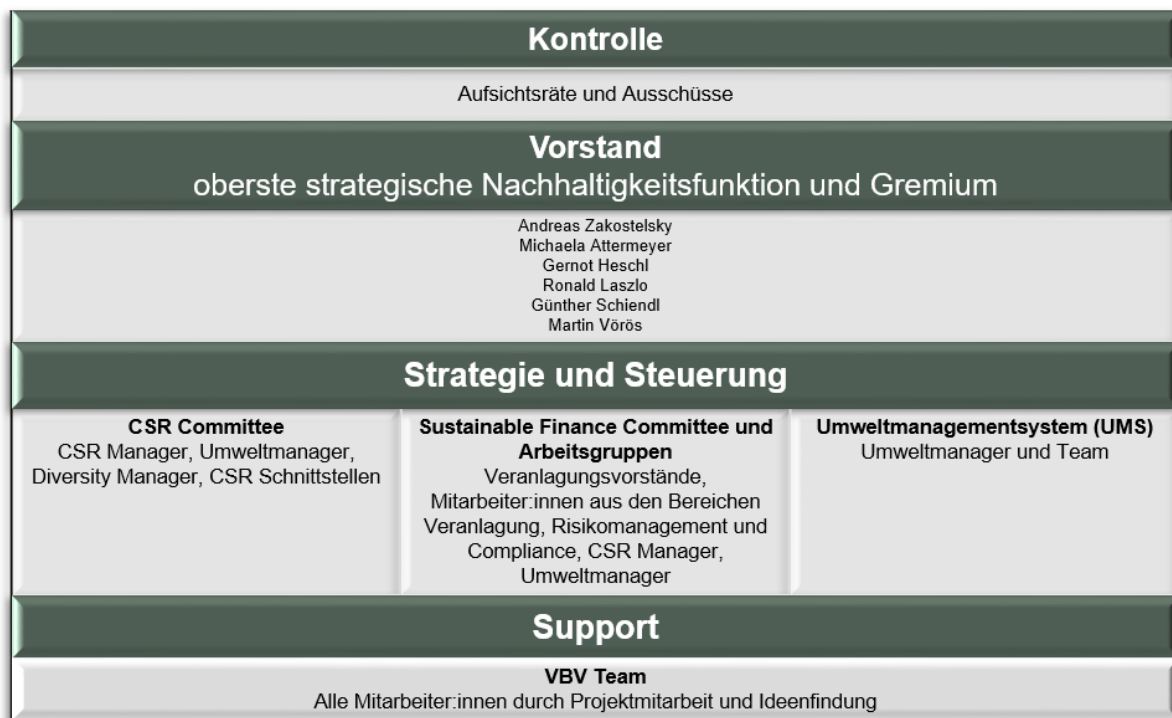 Kontrolle
Aufsichtsräte und Ausschüsse
Vorstand
oberste strategische Nachhaltigkeitsfunktion und Gremium
Andreas Zakostelsky
Michaela Attermeyer
Gernot Heschl
Ronald Laszlo
Günther Schiendl
Martin Vörös
Strategie und Steuerung
CSR Committee
CSR Manager, Umweltmanager,
Diversity Manager, CSR Schnittstellen
Sustainable Finance Committee und
Arbeitsgruppen
Veranlagungsvorstände,
Mitarbeiter:innen aus den Bereichen
Veranlagung, Risikomanagement und
Compliance, CSR Manager,
Umweltmanager
Umweltmanagementsystem (UMS)
Umweltmanager und Team
Support
VBV Team
Alle Mitarbeiter:innen durch Projektmitarbeit und Ideenfindung